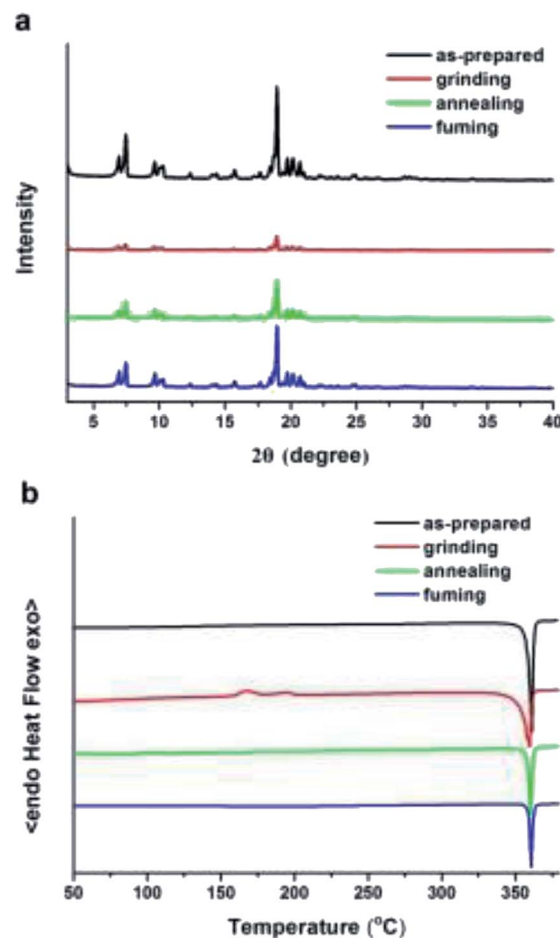 a
as-prepared
grinding
annealing
fuming
Intensity
5 10 15 20 25 30 35 40
2θ (degree)
b
as-prepared
grinding
annealing
fuming
<endo Heat Flow exo>
50 100 150 200 250 300 350
Temperature (°C)